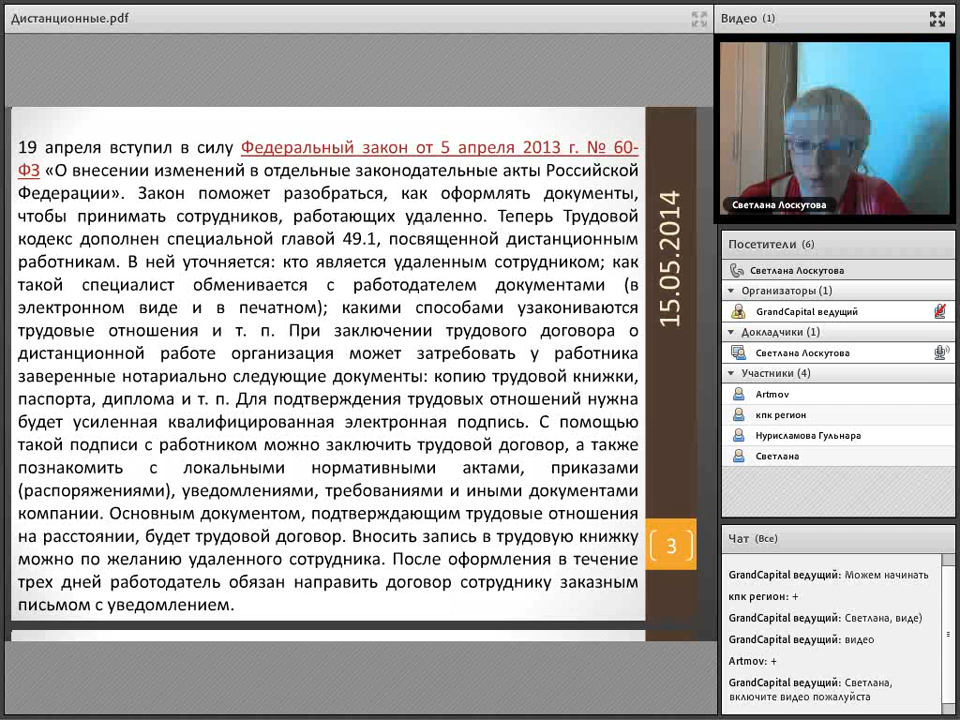 Дистанционные.pdf
19 апреля вступил в силу Федеральный закон от 5 апреля 2013 г. № 60-
ФЗ «О внесении изменений в отдельные законодательные акты Российской
Федерации». Закон поможет разобраться, как оформлять документы,
чтобы принимать сотрудников, работающих удаленно. Теперь Трудовой
кодекс дополнен специальной главой 49.1, посвященной дистанционным
работникам. В ней уточняется: кто является удаленным сотрудником; как
такой специалист обменивается с работодателем документами (в
электронном виде и в печатном); какими способами узакониваются
трудовые отношения и т. п. При заключении трудового договора о
дистанционной работе организация может затребовать у работника
заверенные нотариально следующие документы: копию трудовой книжки,
паспорта, диплома и т. п. Для подтверждения трудовых отношений нужна
будет усиленная квалифицированная электронная подпись. С помощью
такой подписи с работником можно заключить трудовой договор, а также
познакомить с локальными нормативными актами, приказами
(распоряжениями), уведомлениями, требованиями и иными документами
компании. Основным документом, подтверждающим трудовые отношения
на расстоянии, будет трудовой договор. Вносить запись в трудовую книжку
можно по желанию удаленного сотрудника. После оформления в течение
трех дней работодатель обязан направить договор сотруднику заказным
письмом с уведомлением.
15.05.2014
3
Видео (1)
Светлана Лоскутова
Посетители (6)
Светлана Лоскутова
Организаторы (1)
GrandCapital ведущий
Докладчики (1)
Светлана Лоскутова
Участники (4)
Artmov
кпк регион
Нурисламова Гульнара
Светлана
Чат (Все)
GrandCapital ведущий: Можем начинать
кпк регион: +
GrandCapital ведущий: Светлана, виде)
GrandCapital ведущий: видео
Artmov: +
GrandCapital ведущий: Светлана,
включите видео пожалуйста